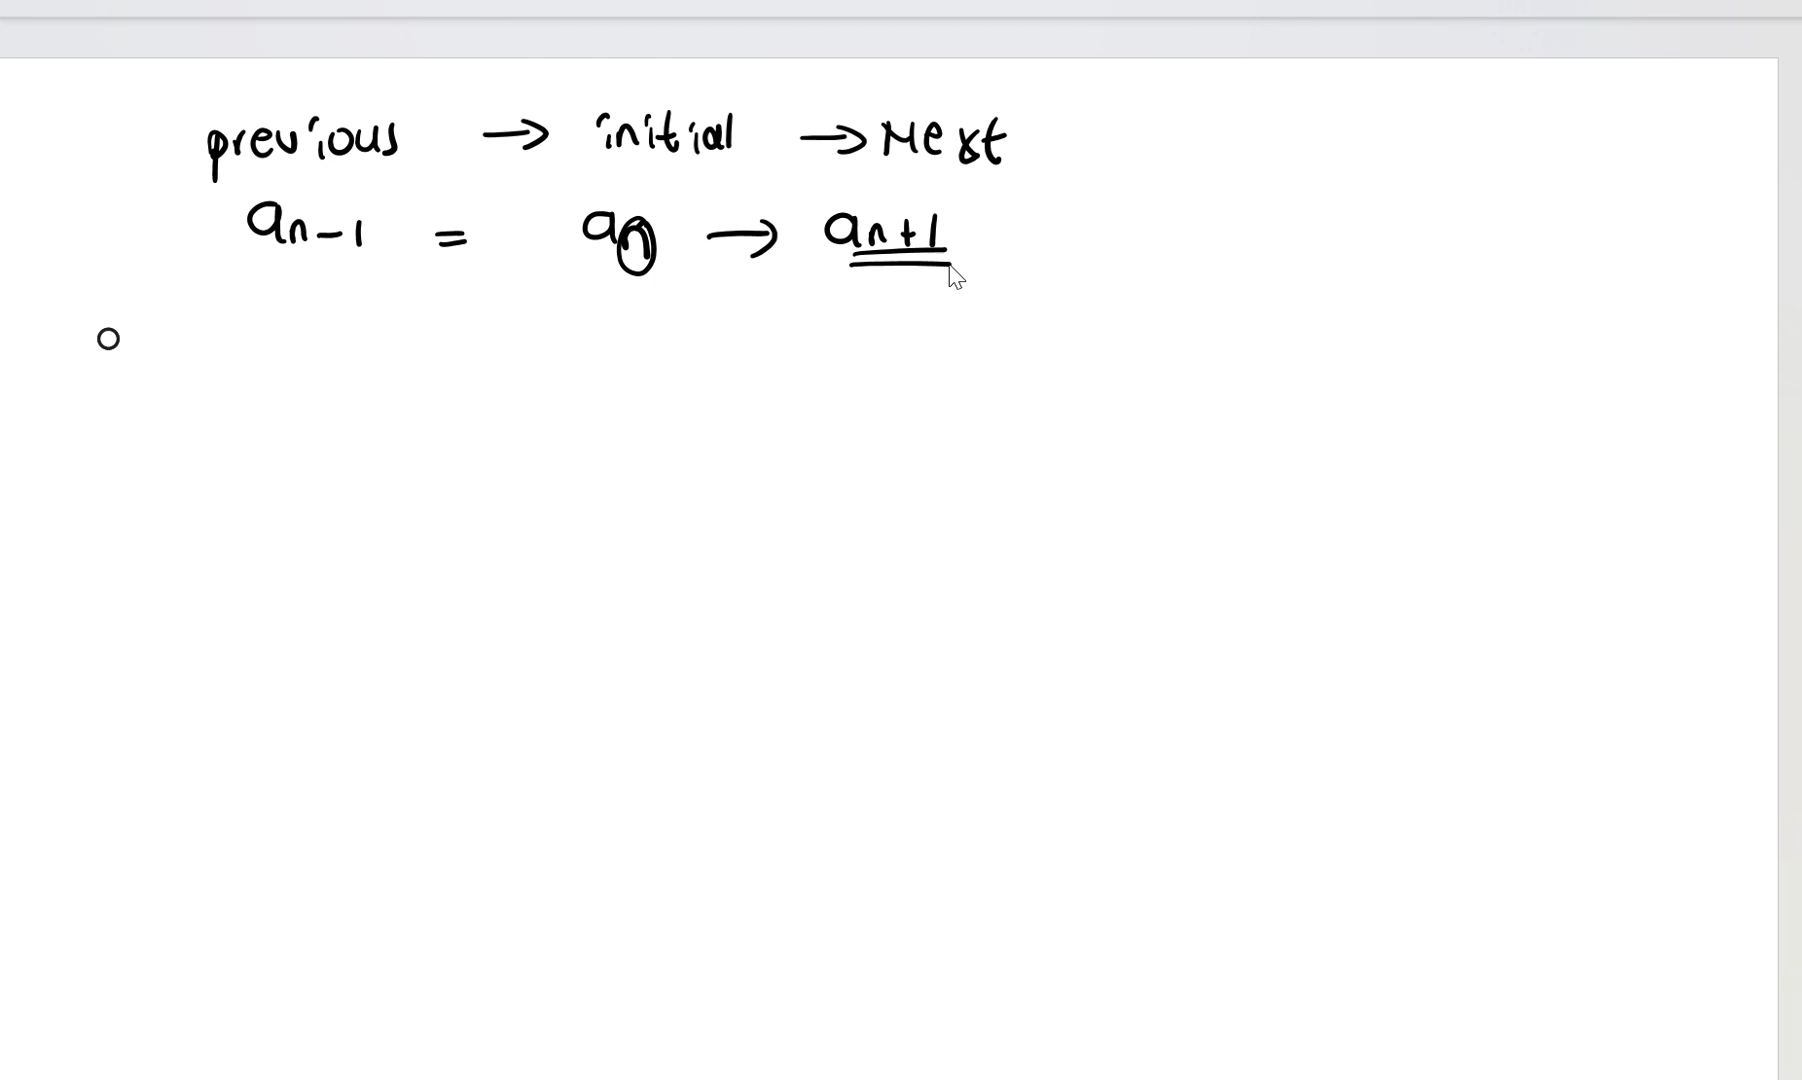 previous → initial → Next
aₙ₋₁ = aₙ → aₙ₊₁